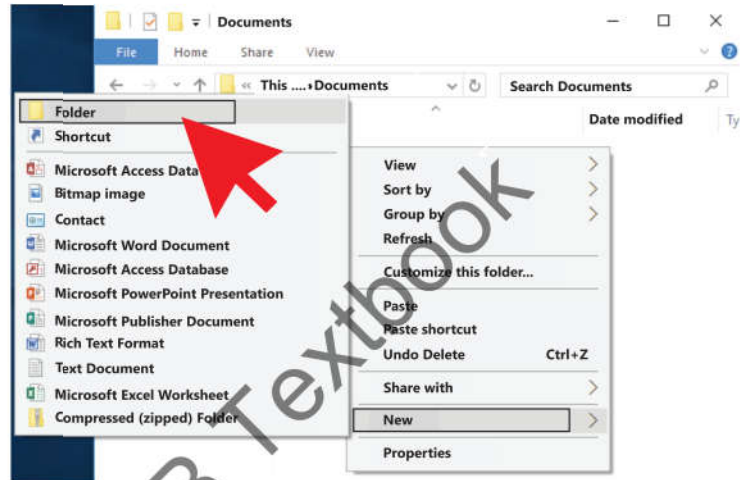 Documents
File Home Share View
« This ....›Documents Search Documents
Date modified Ty
Folder
Shortcut
Microsoft Access Data
Bitmap image
Contact
Microsoft Word Document
Microsoft Access Database
Microsoft PowerPoint Presentation
Microsoft Publisher Document
Rich Text Format
Text Document
Microsoft Excel Worksheet
Compressed (zipped) Folder
View
Sort by
Group by
Refresh
Customize this folder...
Paste
Paste shortcut
Undo Delete Ctrl+Z
Share with
New
Properties
B Textbook